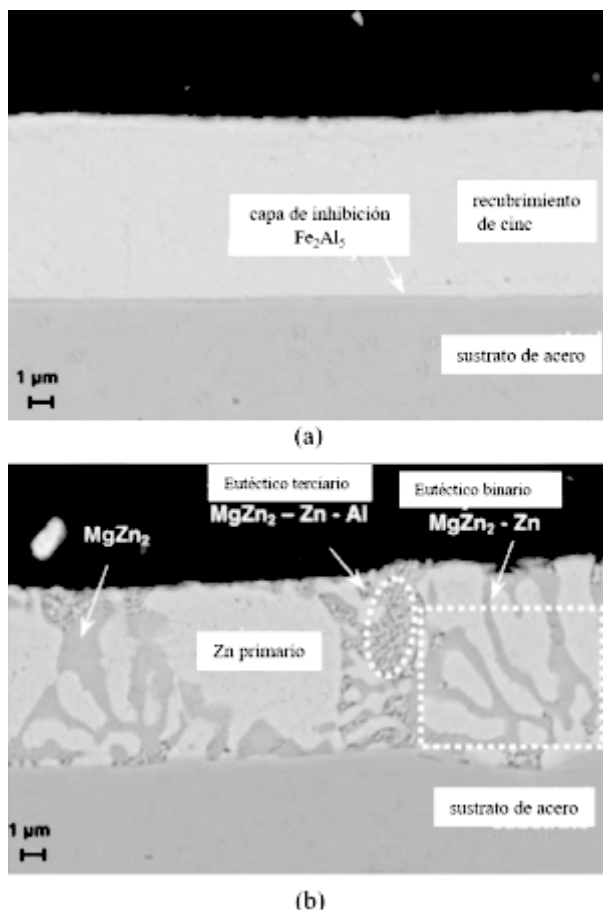 capa de inhibición
Fe₂Al₅
recubrimiento
de cinc
sustrato de acero
1 µm
(a)
Eutéctico terciario
MgZn₂ – Zn - Al
Eutéctico binario
MgZn₂ - Zn
MgZn₂
Zn primario
sustrato de acero
1 µm
(b)